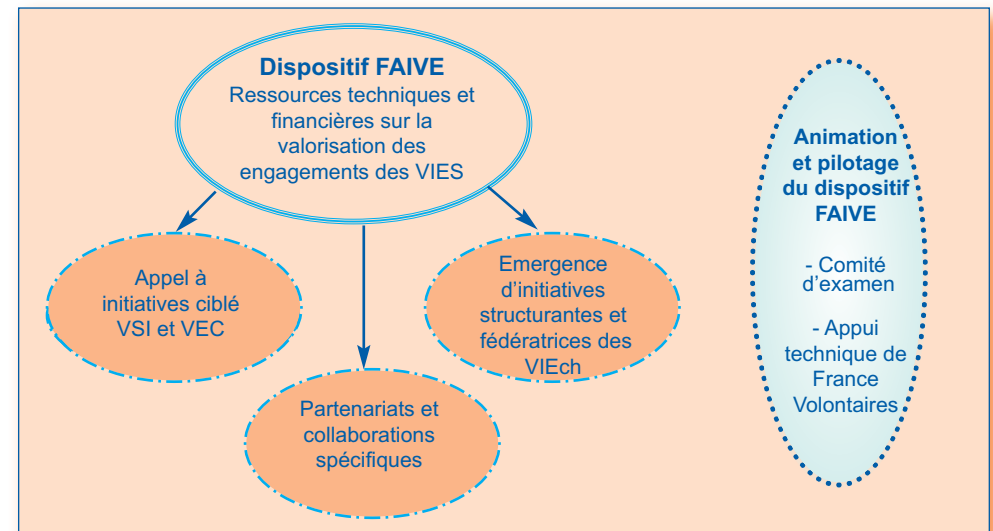 Dispositif FAIVE
Ressources techniques et
financières sur la
valorisation des
engagements des VIES
Appel à
initiatives ciblé
VSI et VEC
Partenariats et
collaborations
spécifiques
Emergence
d'initiatives
structurantes et
fédératrices des
VIEch
Animation
et pilotage
du dispositif
FAIVE
- Comité
d'examen
- Appui
technique de
France
Volontaires